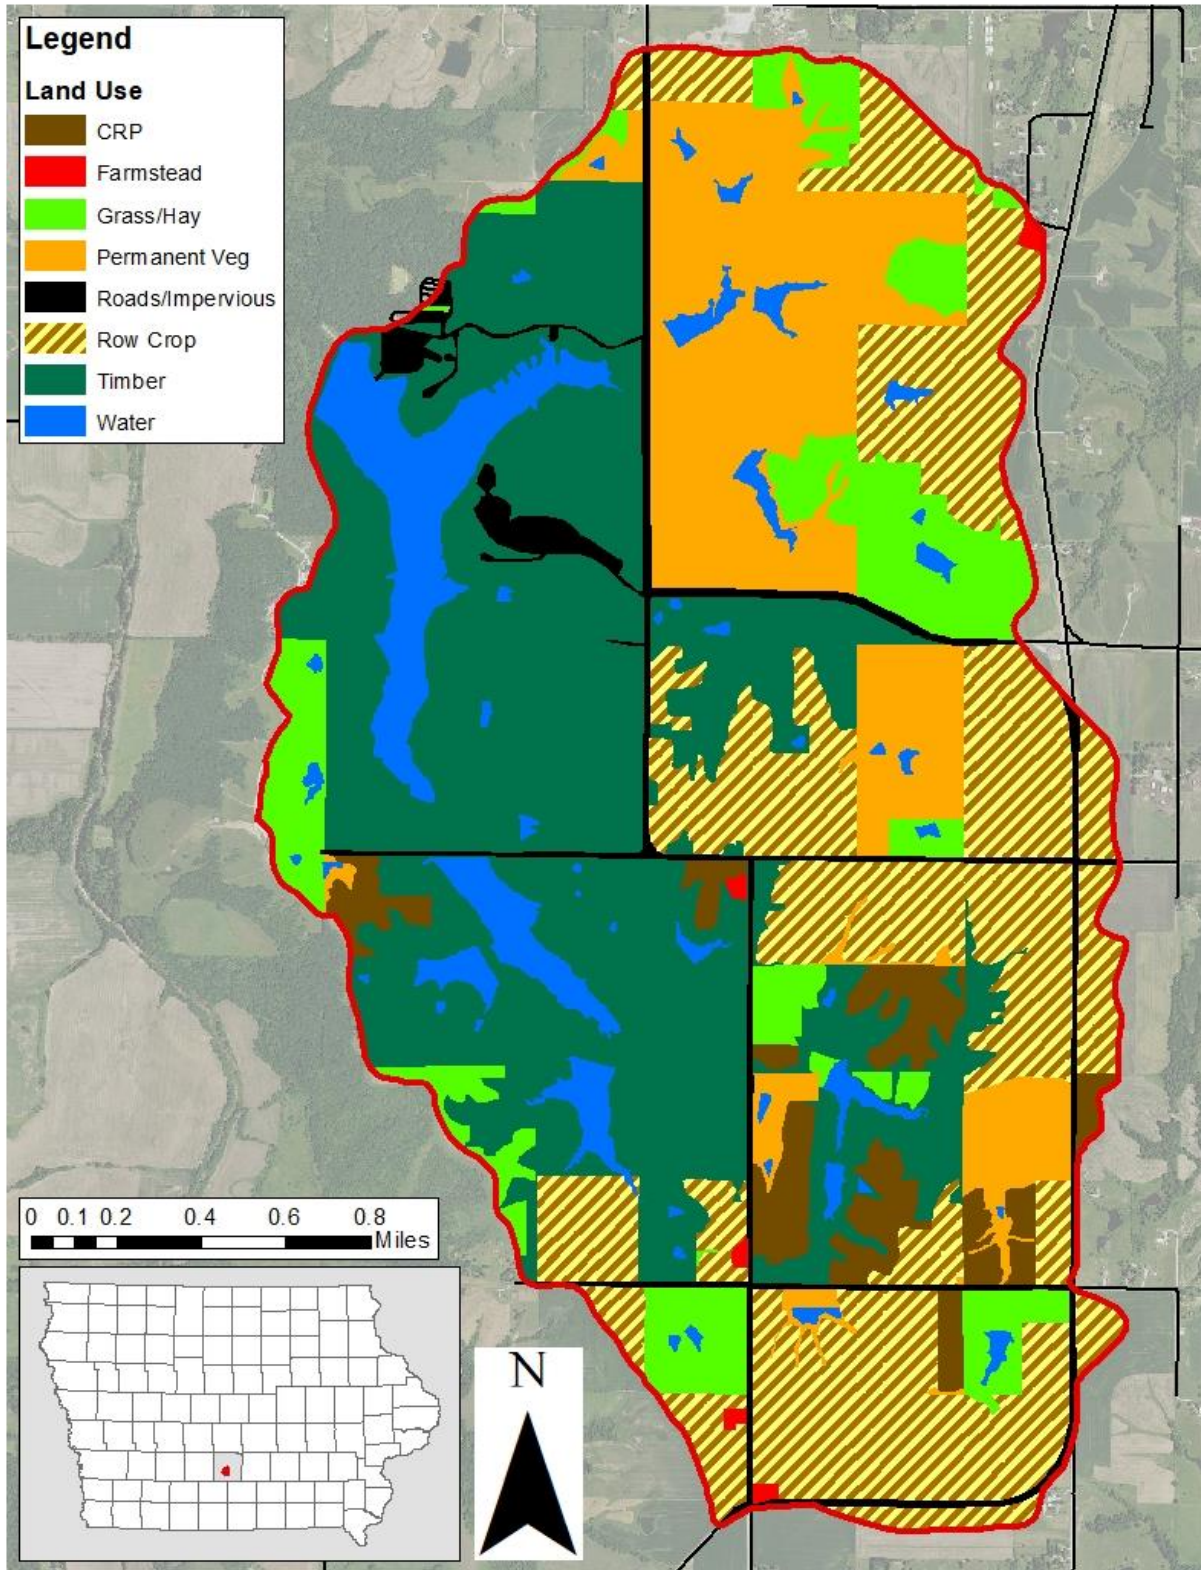 Legend
Land Use
CRP
Farmstead
Grass/Hay
Permanent Veg
Roads/Impervious
Row Crop
Timber
Water
0 0.1 0.2 0.4 0.6 0.8
Miles
N